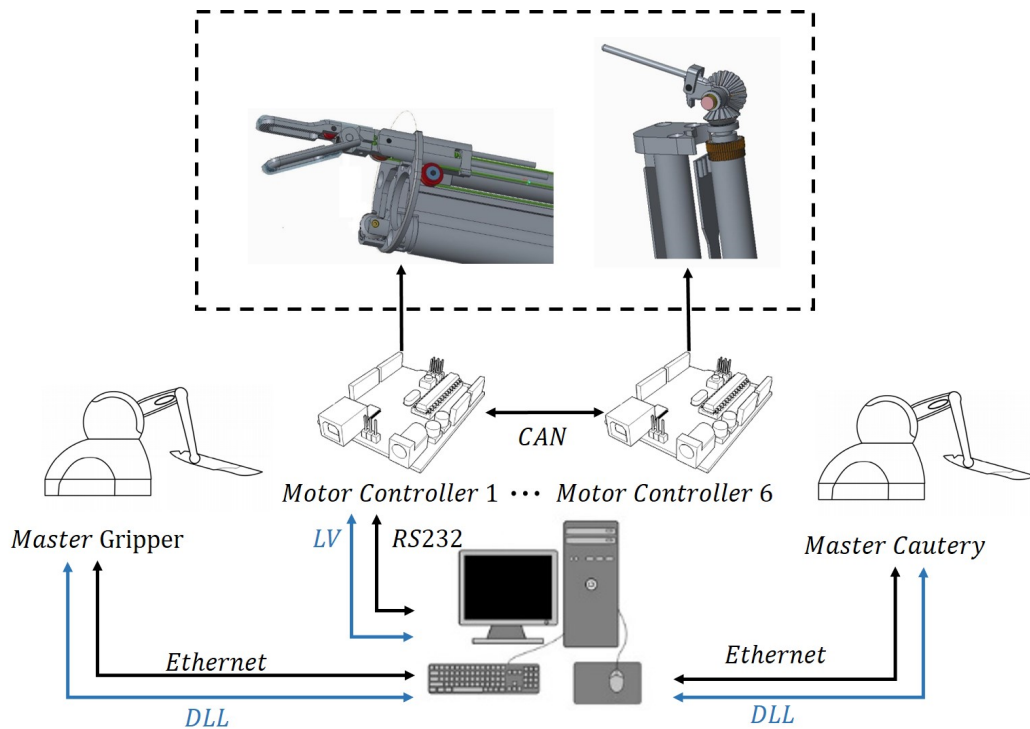 CAN
Motor Controller 1 ··· Motor Controller 6
Master Gripper
LV
RS232
Master Cautery
Ethernet
Ethernet
DLL
DLL